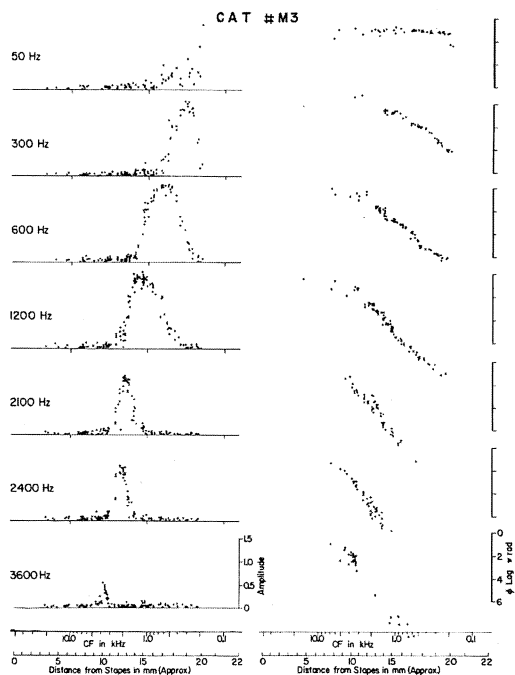 CAT #M3
50 Hz
300 Hz
600 Hz
1200 Hz
2100 Hz
2400 Hz
3600 Hz
1.5
1.0
0.5
0
Amplitude
0
2
4
6
ϕ Lag π rad
10.0 1.0 0.1
CF in kHz
0 5 10 15 20 22
Distance from Stapes in mm (Approx.)
10.0 1.0 0.1
CF in kHz
0 5 10 15 20 22
Distance from Stapes in mm (Approx.)